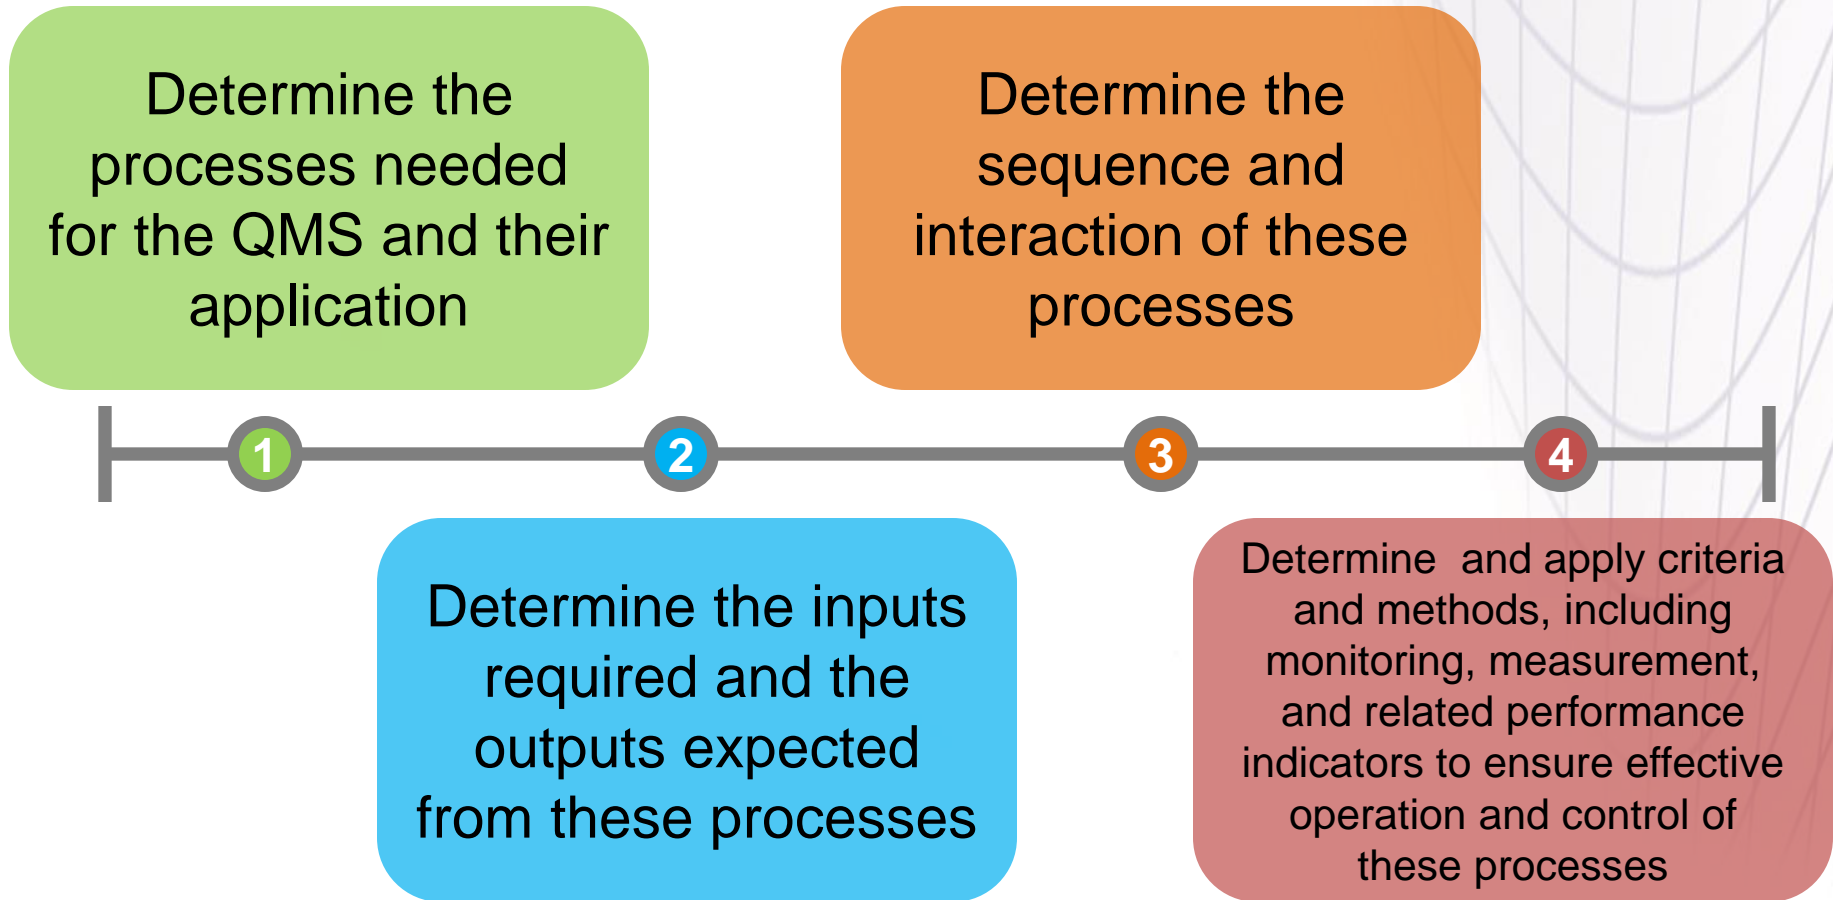 Determine the
processes needed
for the QMS and their
application
Determine the
sequence and
interaction of these
processes
1
2
3
4
Determine the inputs
required and the
outputs expected
from these processes
Determine  and apply criteria
and methods, including
monitoring, measurement,
and related performance
indicators to ensure effective
operation and control of
these processes